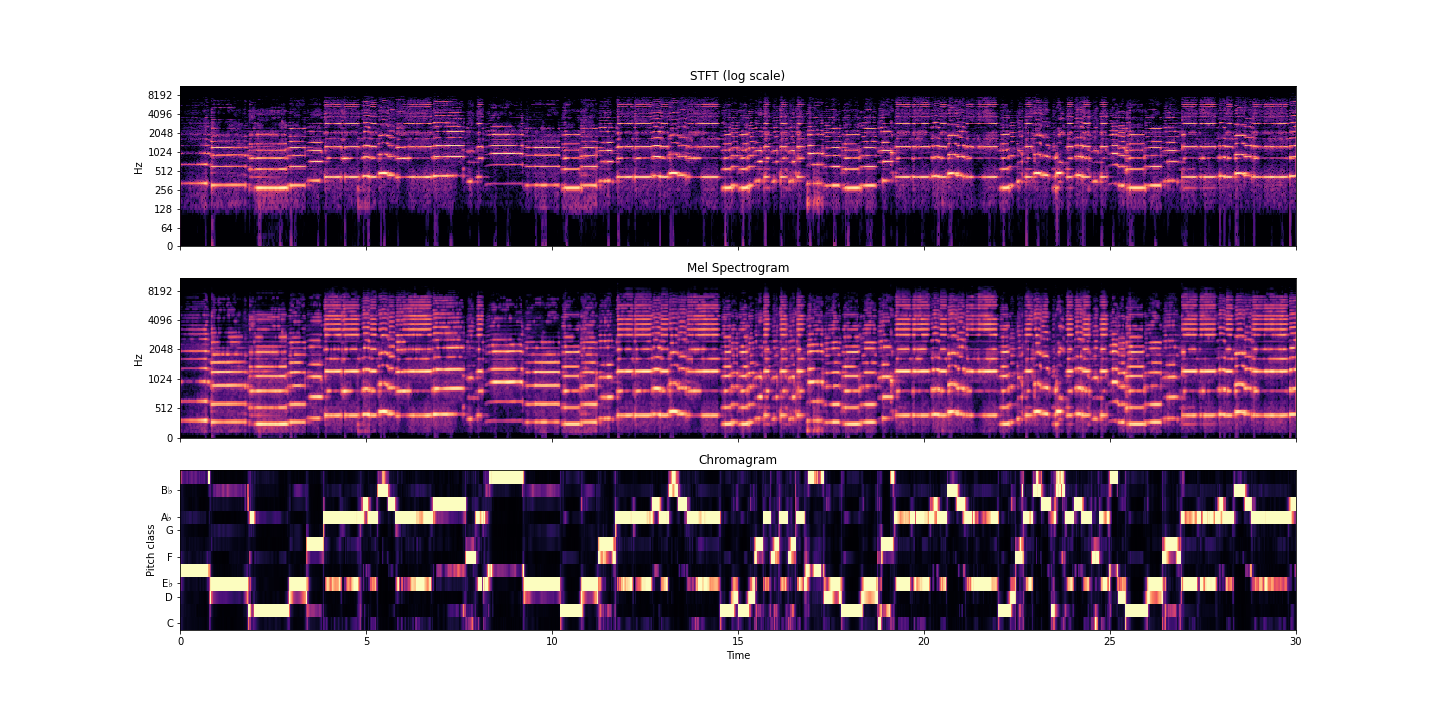 STFT (log scale)
8192
4096
2048
1024
512
256
128
64
0
Hz
Mel Spectrogram
8192
4096
2048
1024
512
0
Hz
Chromagram
B♭
A♭
G
F
E♭
D
C
Pitch class
0 5 10 15 20 25 30
Time